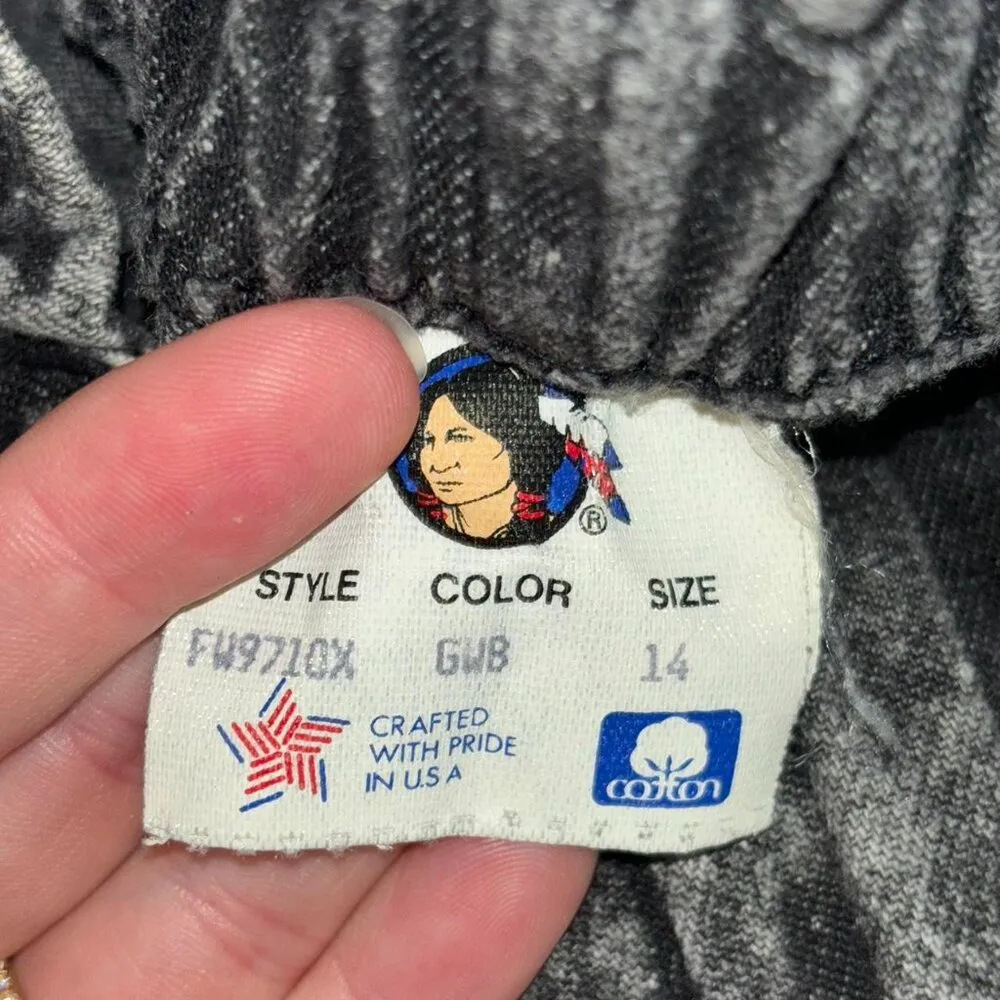 ®
STYLE COLOR SIZE
FW9710X GWB 14
CRAFTED
WITH PRIDE
IN U.S.A
cotton